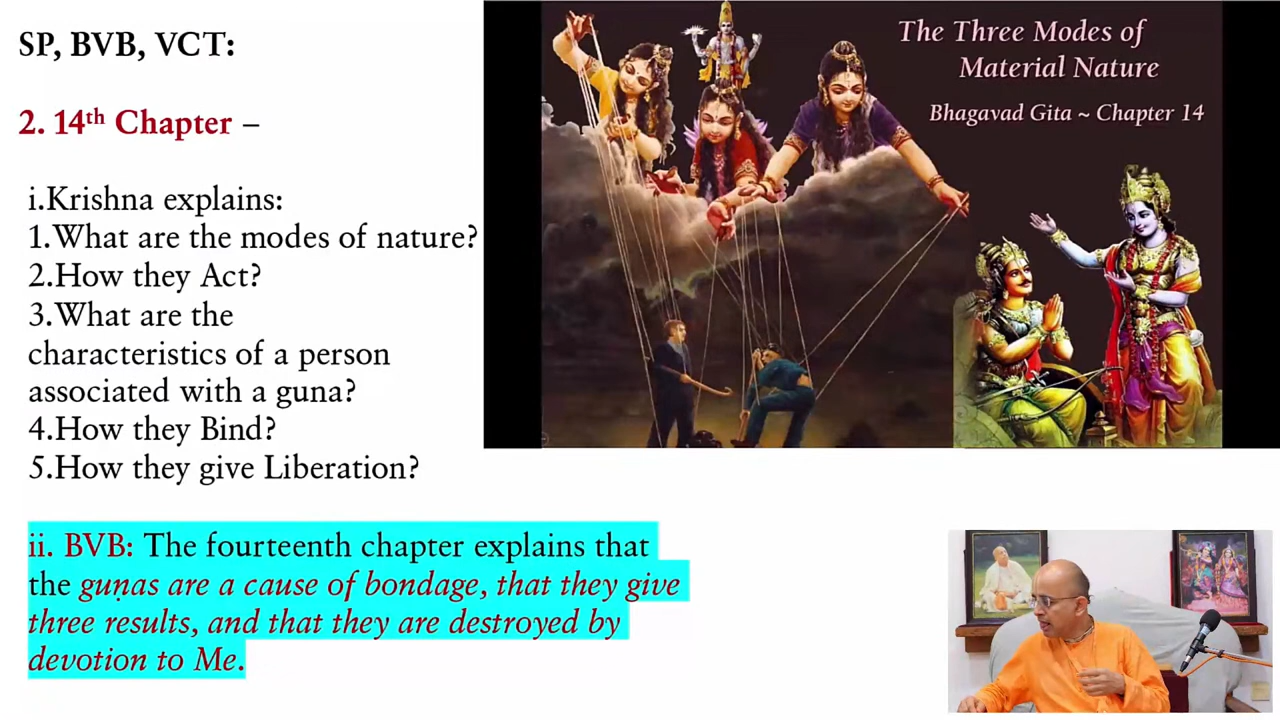 SP, BVB, VCT:
2. 14th Chapter –
i.Krishna explains:
1.What are the modes of nature?
2.How they Act?
3.What are the
characteristics of a person
associated with a guna?
4.How they Bind?
5.How they give Liberation?
ii. BVB: The fourteenth chapter explains that
the guṇas are a cause of bondage, that they give
three results, and that they are destroyed by
devotion to Me.
The Three Modes of
Material Nature
Bhagavad Gita ~ Chapter 14